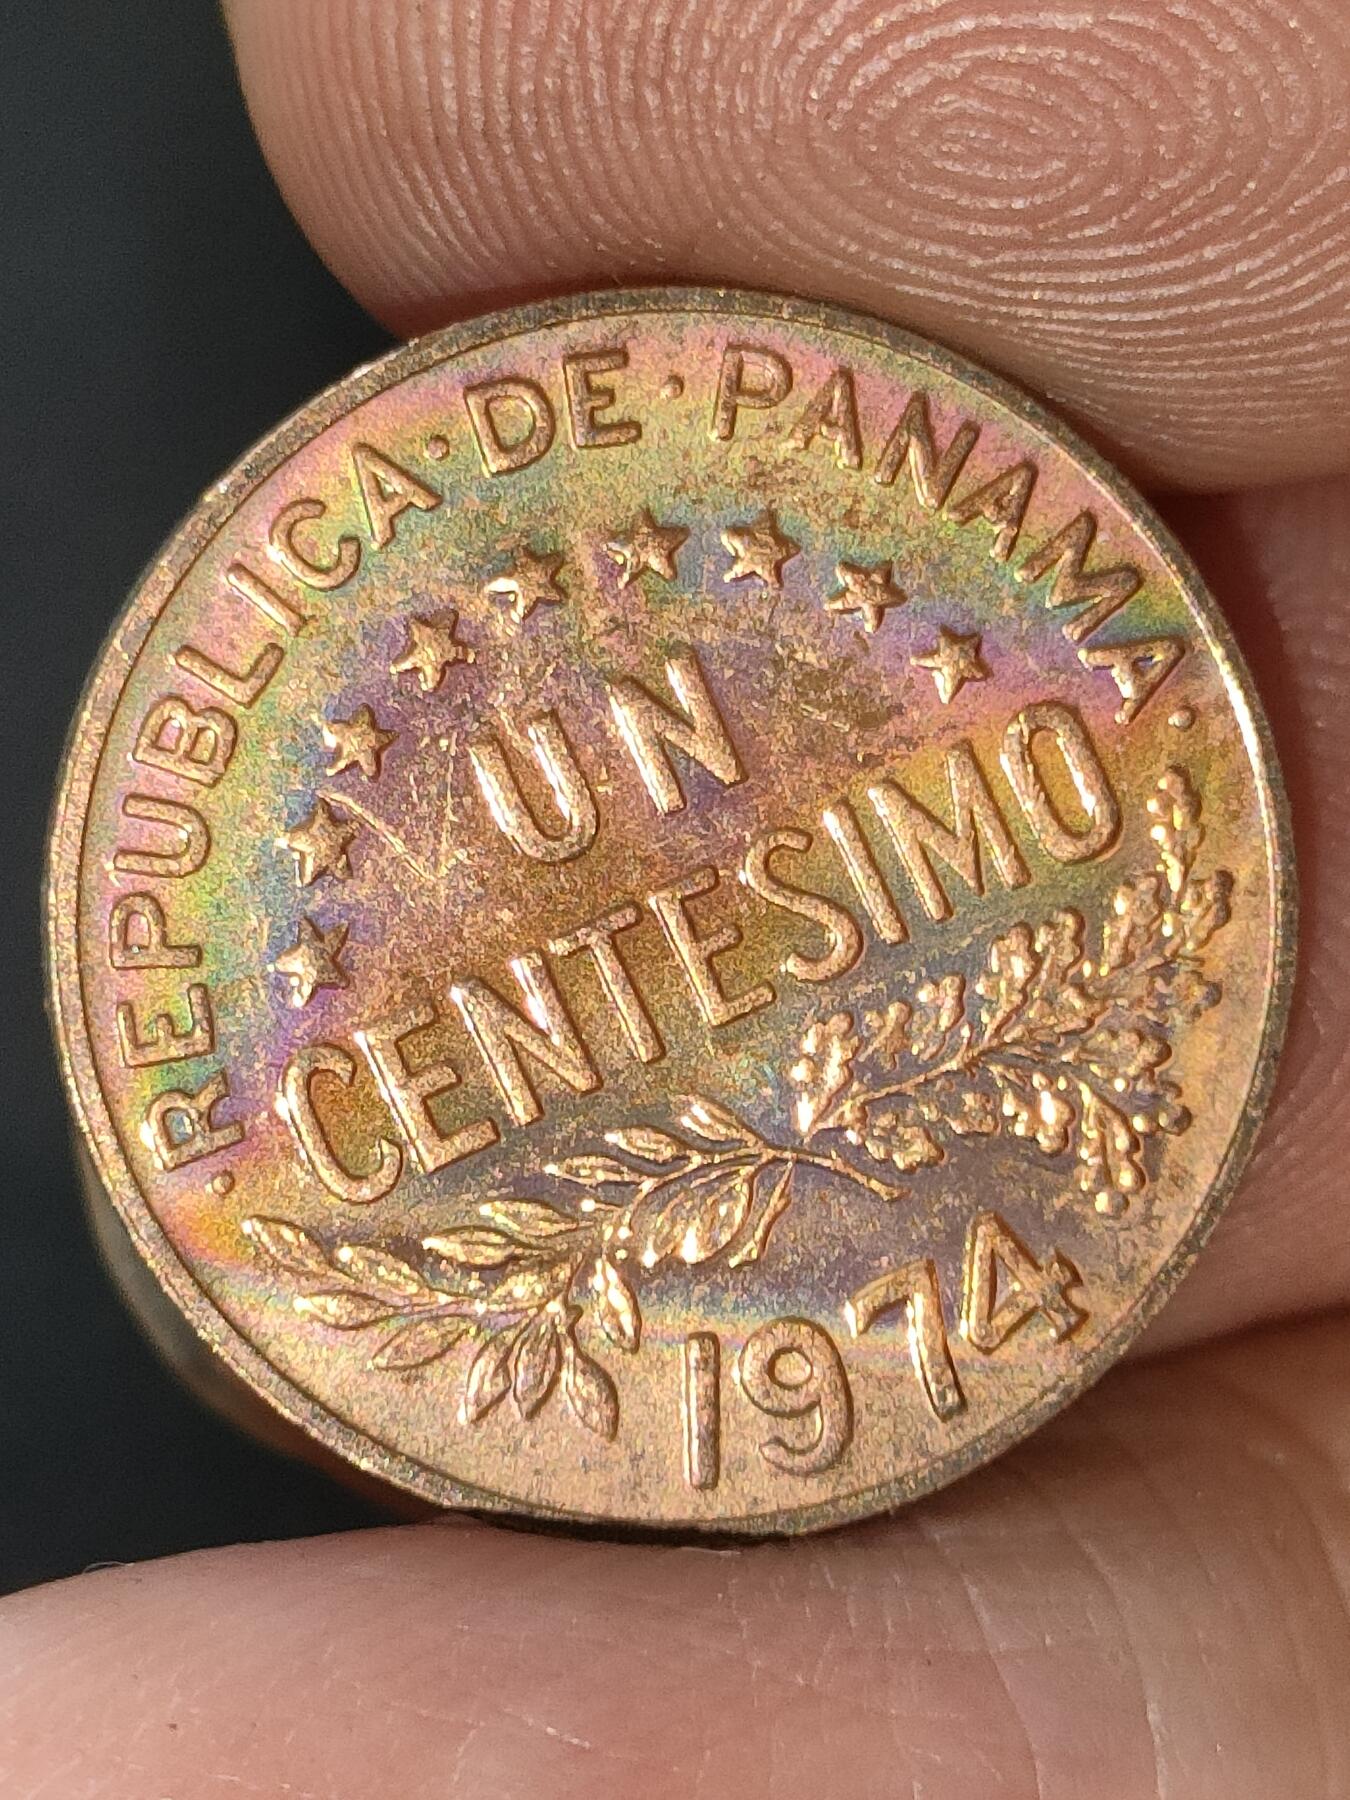 ·REPUBLICA·DE·PANAMA·
UN
CENTESIMO
1974